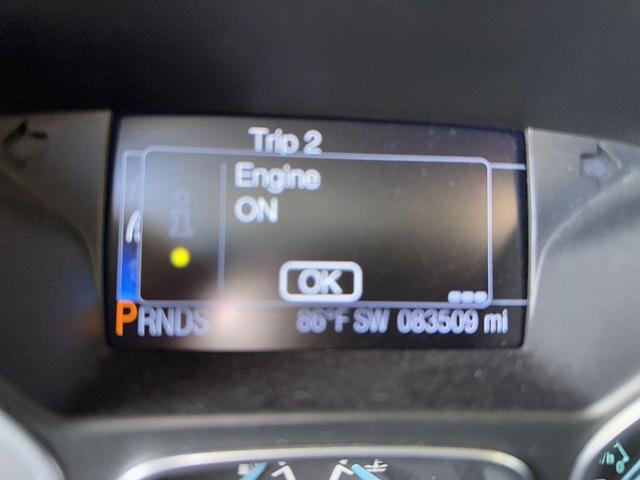 Trip 2
Engine
ON
OK
PRNDS 86°F SW 083509 mi